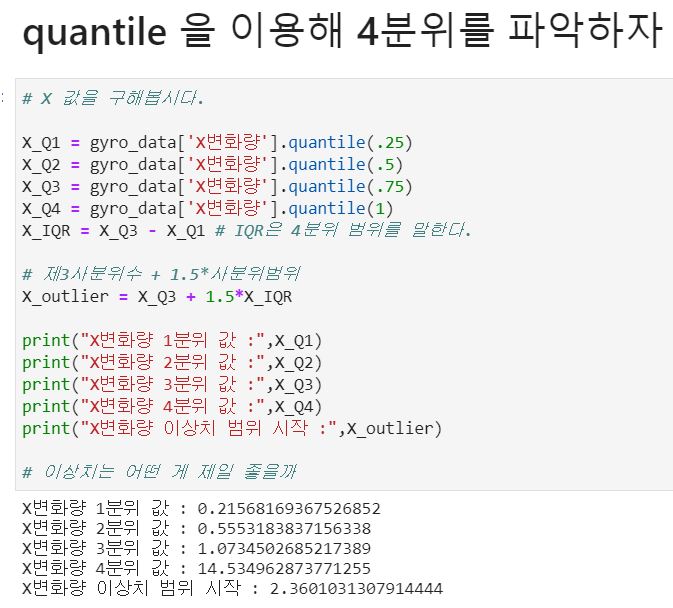 quantile 을 이용해 4분위를 파악하자
# X 값을 구해봅시다.
X_Q1 = gyro_data['X변화량'].quantile(.25)
X_Q2 = gyro_data['X변화량'].quantile(.5)
X_Q3 = gyro_data['X변화량'].quantile(.75)
X_Q4 = gyro_data['X변화량'].quantile(1)
X_IQR = X_Q3 - X_Q1 # IQR은 4분위 범위를 말한다.
# 제3사분위수 + 1.5*사분위범위
X_outlier = X_Q3 + 1.5*X_IQR
print("X변화량 1분위 값 :",X_Q1)
print("X변화량 2분위 값 :",X_Q2)
print("X변화량 3분위 값 :",X_Q3)
print("X변화량 4분위 값 :",X_Q4)
print("X변화량 이상치 범위 시작 :",X_outlier)
# 이상치는 어떤 게 제일 좋을까
X변화량 1분위 값 : 0.21568169367526852
X변화량 2분위 값 : 0.5553183837156338
X변화량 3분위 값 : 1.0734502685217389
X변화량 4분위 값 : 14.534962873771255
X변화량 이상치 범위 시작 : 2.3601031307914444